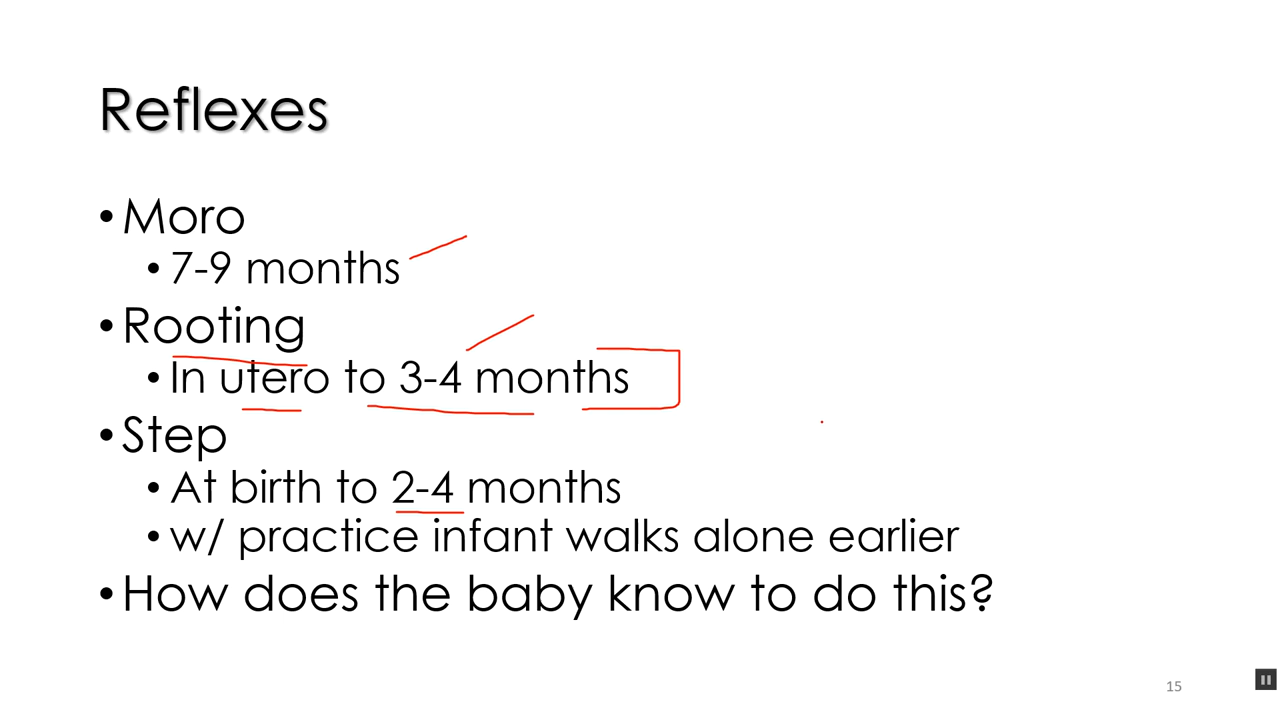 Reflexes
• Moro
• 7-9 months
• Rooting
• In utero to 3-4 months
• Step
• At birth to 2-4 months
• w/ practice infant walks alone earlier
• How does the baby know to do this?
15